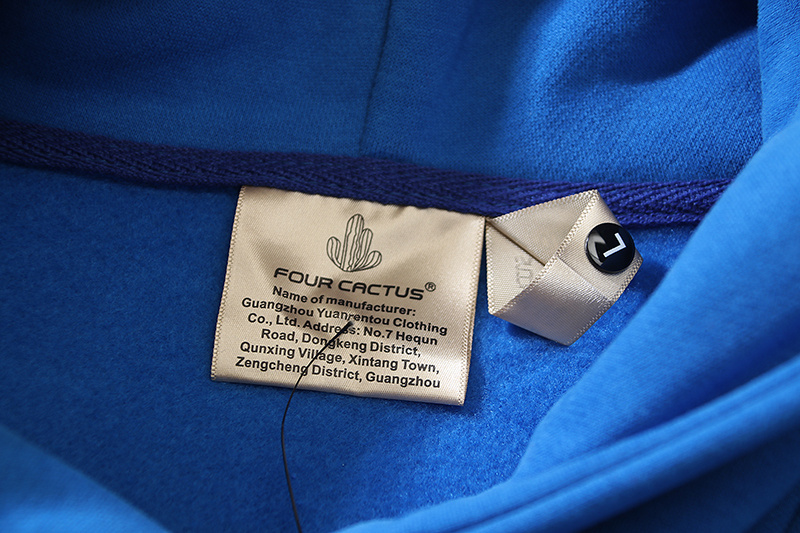 FOUR CACTUS®
Name of manufacturer:
Guangzhou Yuanrentou Clothing
Co., Ltd. Address: No.7 Hequn
Road, Dongkeng District,
Qunxing Village, Xintang Town,
Zengcheng District, Guangzhou
L